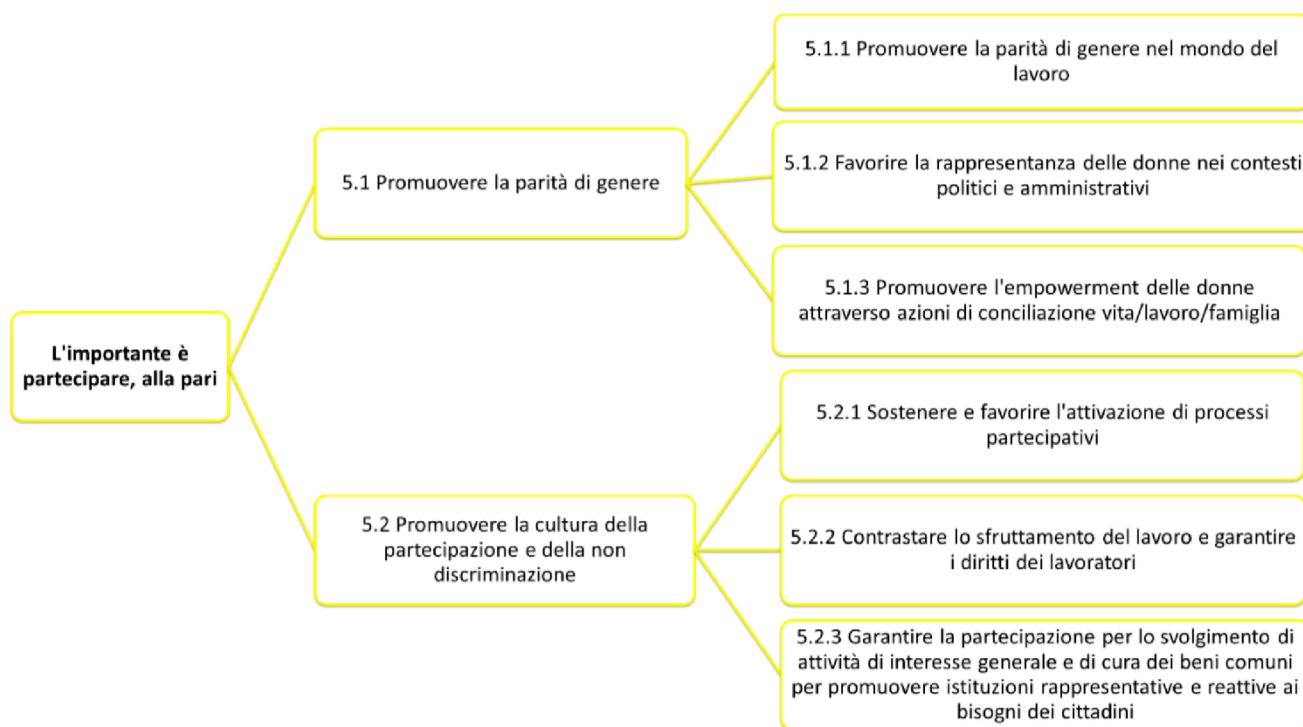 L'importante è
partecipare, alla pari
5.1 Promuovere la parità di genere
5.1.1 Promuovere la parità di genere nel mondo del
lavoro
5.1.2 Favorire la rappresentanza delle donne nei contesti
politici e amministrativi
5.1.3 Promuovere l'empowerment delle donne
attraverso azioni di conciliazione vita/lavoro/famiglia
5.2 Promuovere la cultura della
partecipazione e della non
discriminazione
5.2.1 Sostenere e favorire l'attivazione di processi
partecipativi
5.2.2 Contrastare lo sfruttamento del lavoro e garantire
i diritti dei lavoratori
5.2.3 Garantire la partecipazione per lo svolgimento di
attività di interesse generale e di cura dei beni comuni
per promuovere istituzioni rappresentative e reattive ai
bisogni dei cittadini